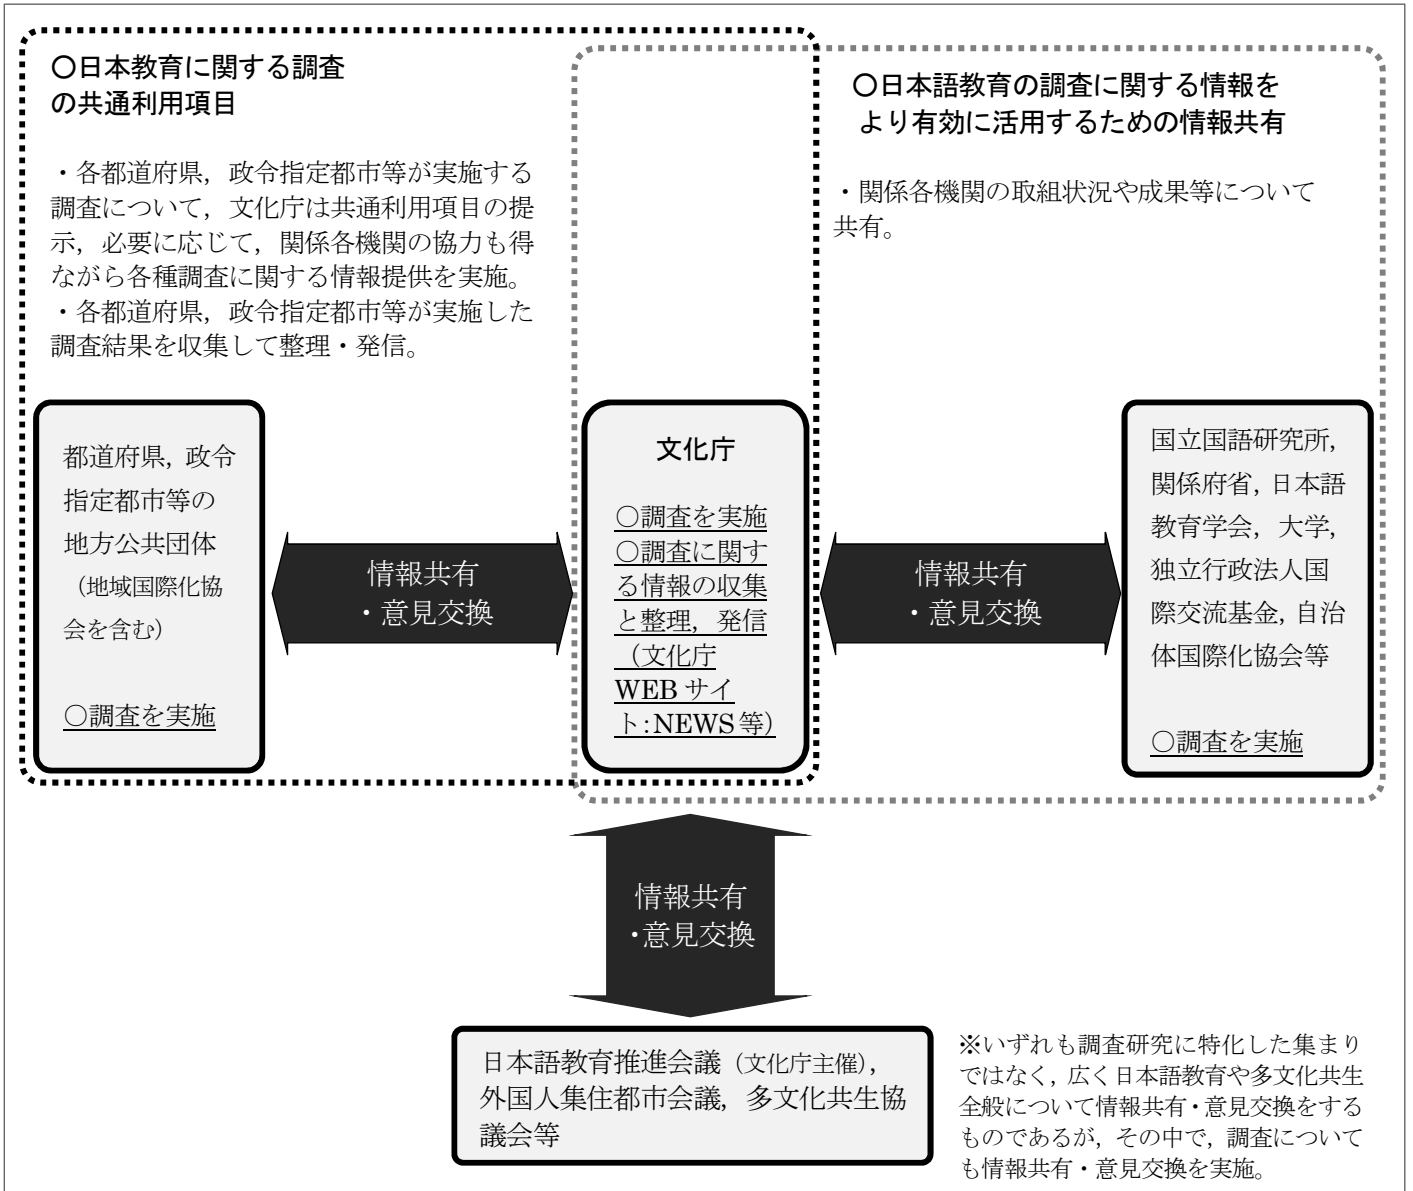 〇日本教育に関する調査
の共通利用項目
・各都道府県，政令指定都市等が実施する
調査について，文化庁は共通利用項目の提
示，必要に応じて，関係各機関の協力も得
ながら各種調査に関する情報提供を実施。
・各都道府県，政令指定都市等が実施した
調査結果を収集して整理・発信。
〇日本語教育の調査に関する情報を
より有効に活用するための情報共有
・関係各機関の取組状況や成果等について
共有。
都道府県，政令
指定都市等の
地方公共団体
（地域国際化協
会を含む）
〇調査を実施
情報共有
・意見交換
文化庁
〇調査を実施
〇調査に関す
る情報の収集
と整理，発信
（文化庁
WEB サイ
ト：NEWS 等）
情報共有
・意見交換
国立国語研究所，
関係府省，日本語
教育学会，大学，
独立行政法人国
際交流基金，自治
体国際化協会等
〇調査を実施
情報共有
・意見交換
日本語教育推進会議（文化庁主催），
外国人集住都市会議，多文化共生協
議会等
※いずれも調査研究に特化した集まり
ではなく，広く日本語教育や多文化共生
全般について情報共有・意見交換をする
ものであるが，その中で，調査について
も情報共有・意見交換を実施。